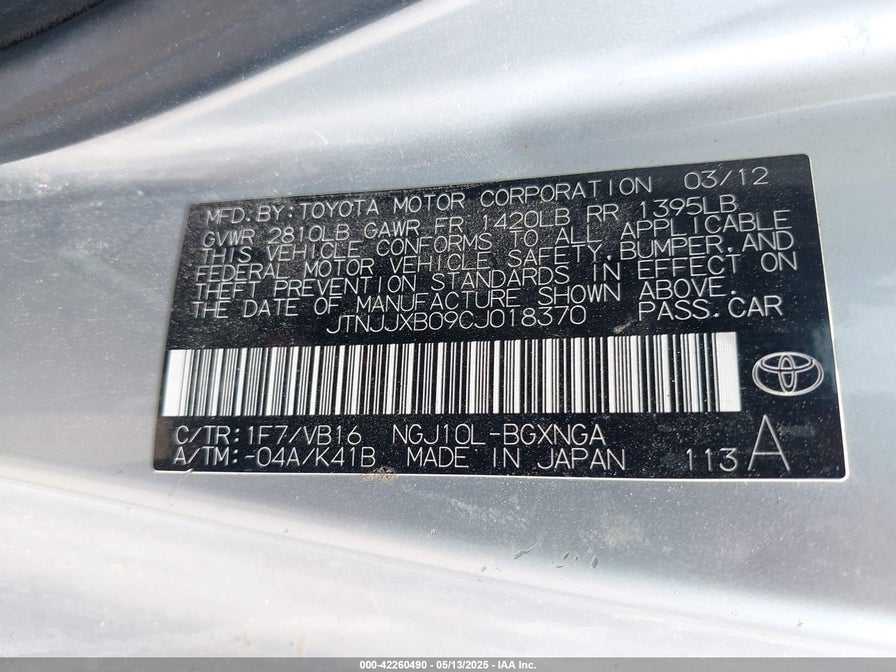 MFD. BY: TOYOTA MOTOR CORPORATION 03/12
GVWR 2810LB GAWR FR 1420LB RR 1395LB
THIS VEHICLE CONFORMS TO ALL APPLICABLE
FEDERAL MOTOR VEHICLE SAFETY, BUMPER, AND
THEFT PREVENTION STANDARDS IN EFFECT ON
THE DATE OF MANUFACTURE SHOWN ABOVE.
JTNJJXB09CJ018370 PASS. CAR
C/TR: 1F7/VB16 NGJ10L-BGXNGA
A/TM: -04A/K41B MADE IN JAPAN 113 A
000-42260490 - 05/13/2025 - IAA Inc.